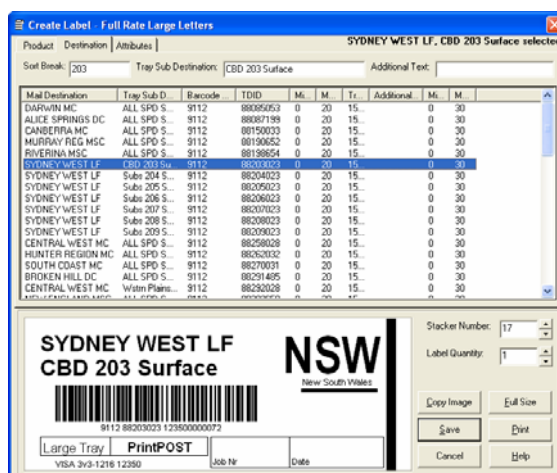 Create Label - Full Rate Large Letters
Product Destination Attributes SYDNEY WEST LF, CBD 203 Surface selected
Sort Break: 203 Tray Sub Destination: CBD 203 Surface Additional Text:
Mail Destination Tray Sub D... Barcode ... TDID Mi... M... Tr... Additional... Mi... M...
DARWIN MC ALL SPD S... 9112 88085053 0 20 15... 0 30
ALICE SPRINGS DC ALL SPD S... 9112 88087199 0 20 15... 0 30
CANBERRA MC ALL SPD S... 9112 88150033 0 20 15... 0 30
MURRAY REG MSC ALL SPD S... 9112 88190652 0 20 15... 0 30
RIVERINA MSC ALL SPD S... 9112 88198654 0 20 15... 0 30
SYDNEY WEST LF CBD 203 Su... 9112 88203023 0 20 15... 0 30
SYDNEY WEST LF Subs 204 S... 9112 88204023 0 20 15... 0 30
SYDNEY WEST LF Subs 205 S... 9112 88205023 0 20 15... 0 30
SYDNEY WEST LF Subs 206 S... 9112 88206023 0 20 15... 0 30
SYDNEY WEST LF Subs 207 S... 9112 88207023 0 20 15... 0 30
SYDNEY WEST LF Subs 208 S... 9112 88208023 0 20 15... 0 30
SYDNEY WEST LF Subs 209 S... 9112 88209023 0 20 15... 0 30
CENTRAL WEST MC ALL SPD S... 9112 88258028 0 20 15... 0 30
HUNTER REGION MC ALL SPD S... 9112 88262032 0 20 15... 0 30
SOUTH COAST MC ALL SPD S... 9112 88270031 0 20 15... 0 30
BROKEN HILL DC ALL SPD S... 9112 88291485 0 20 15... 0 30
CENTRAL WEST MC Wstrn Plains... 9112 88292028 0 20 15... 0 30
SYDNEY WEST LF
CBD 203 Surface
NSW
New South Wales
9112 88203023 123500000072
Large Tray PrintPOST
VISA 3v3-1216 12350 Job Nr Date
Stacker Number: 17
Label Quantity: 1
Copy Image Full Size
Save Print
Cancel Help